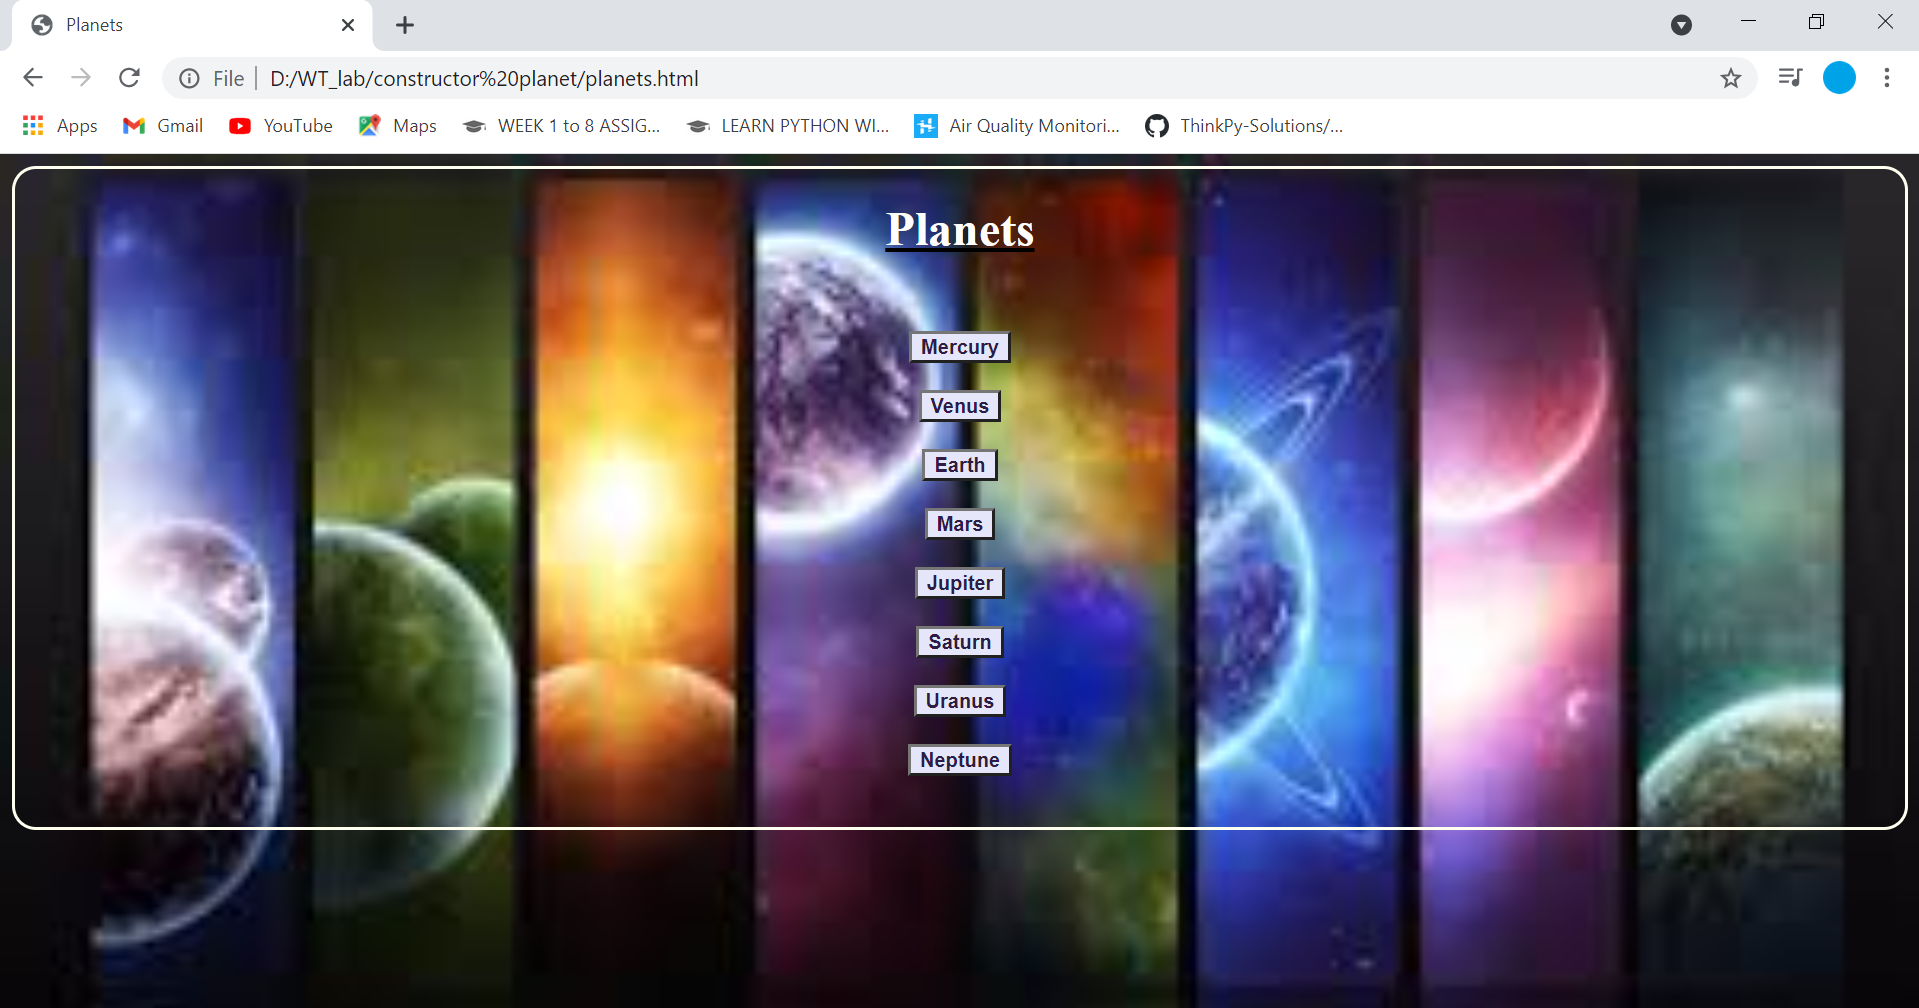 Planets
File D:/WT_lab/constructor%20planet/planets.html
Apps Gmail YouTube Maps WEEK 1 to 8 ASSIG... LEARN PYTHON WI... Air Quality Monitori... ThinkPy-Solutions/...
Planets
Mercury
Venus
Earth
Mars
Jupiter
Saturn
Uranus
Neptune